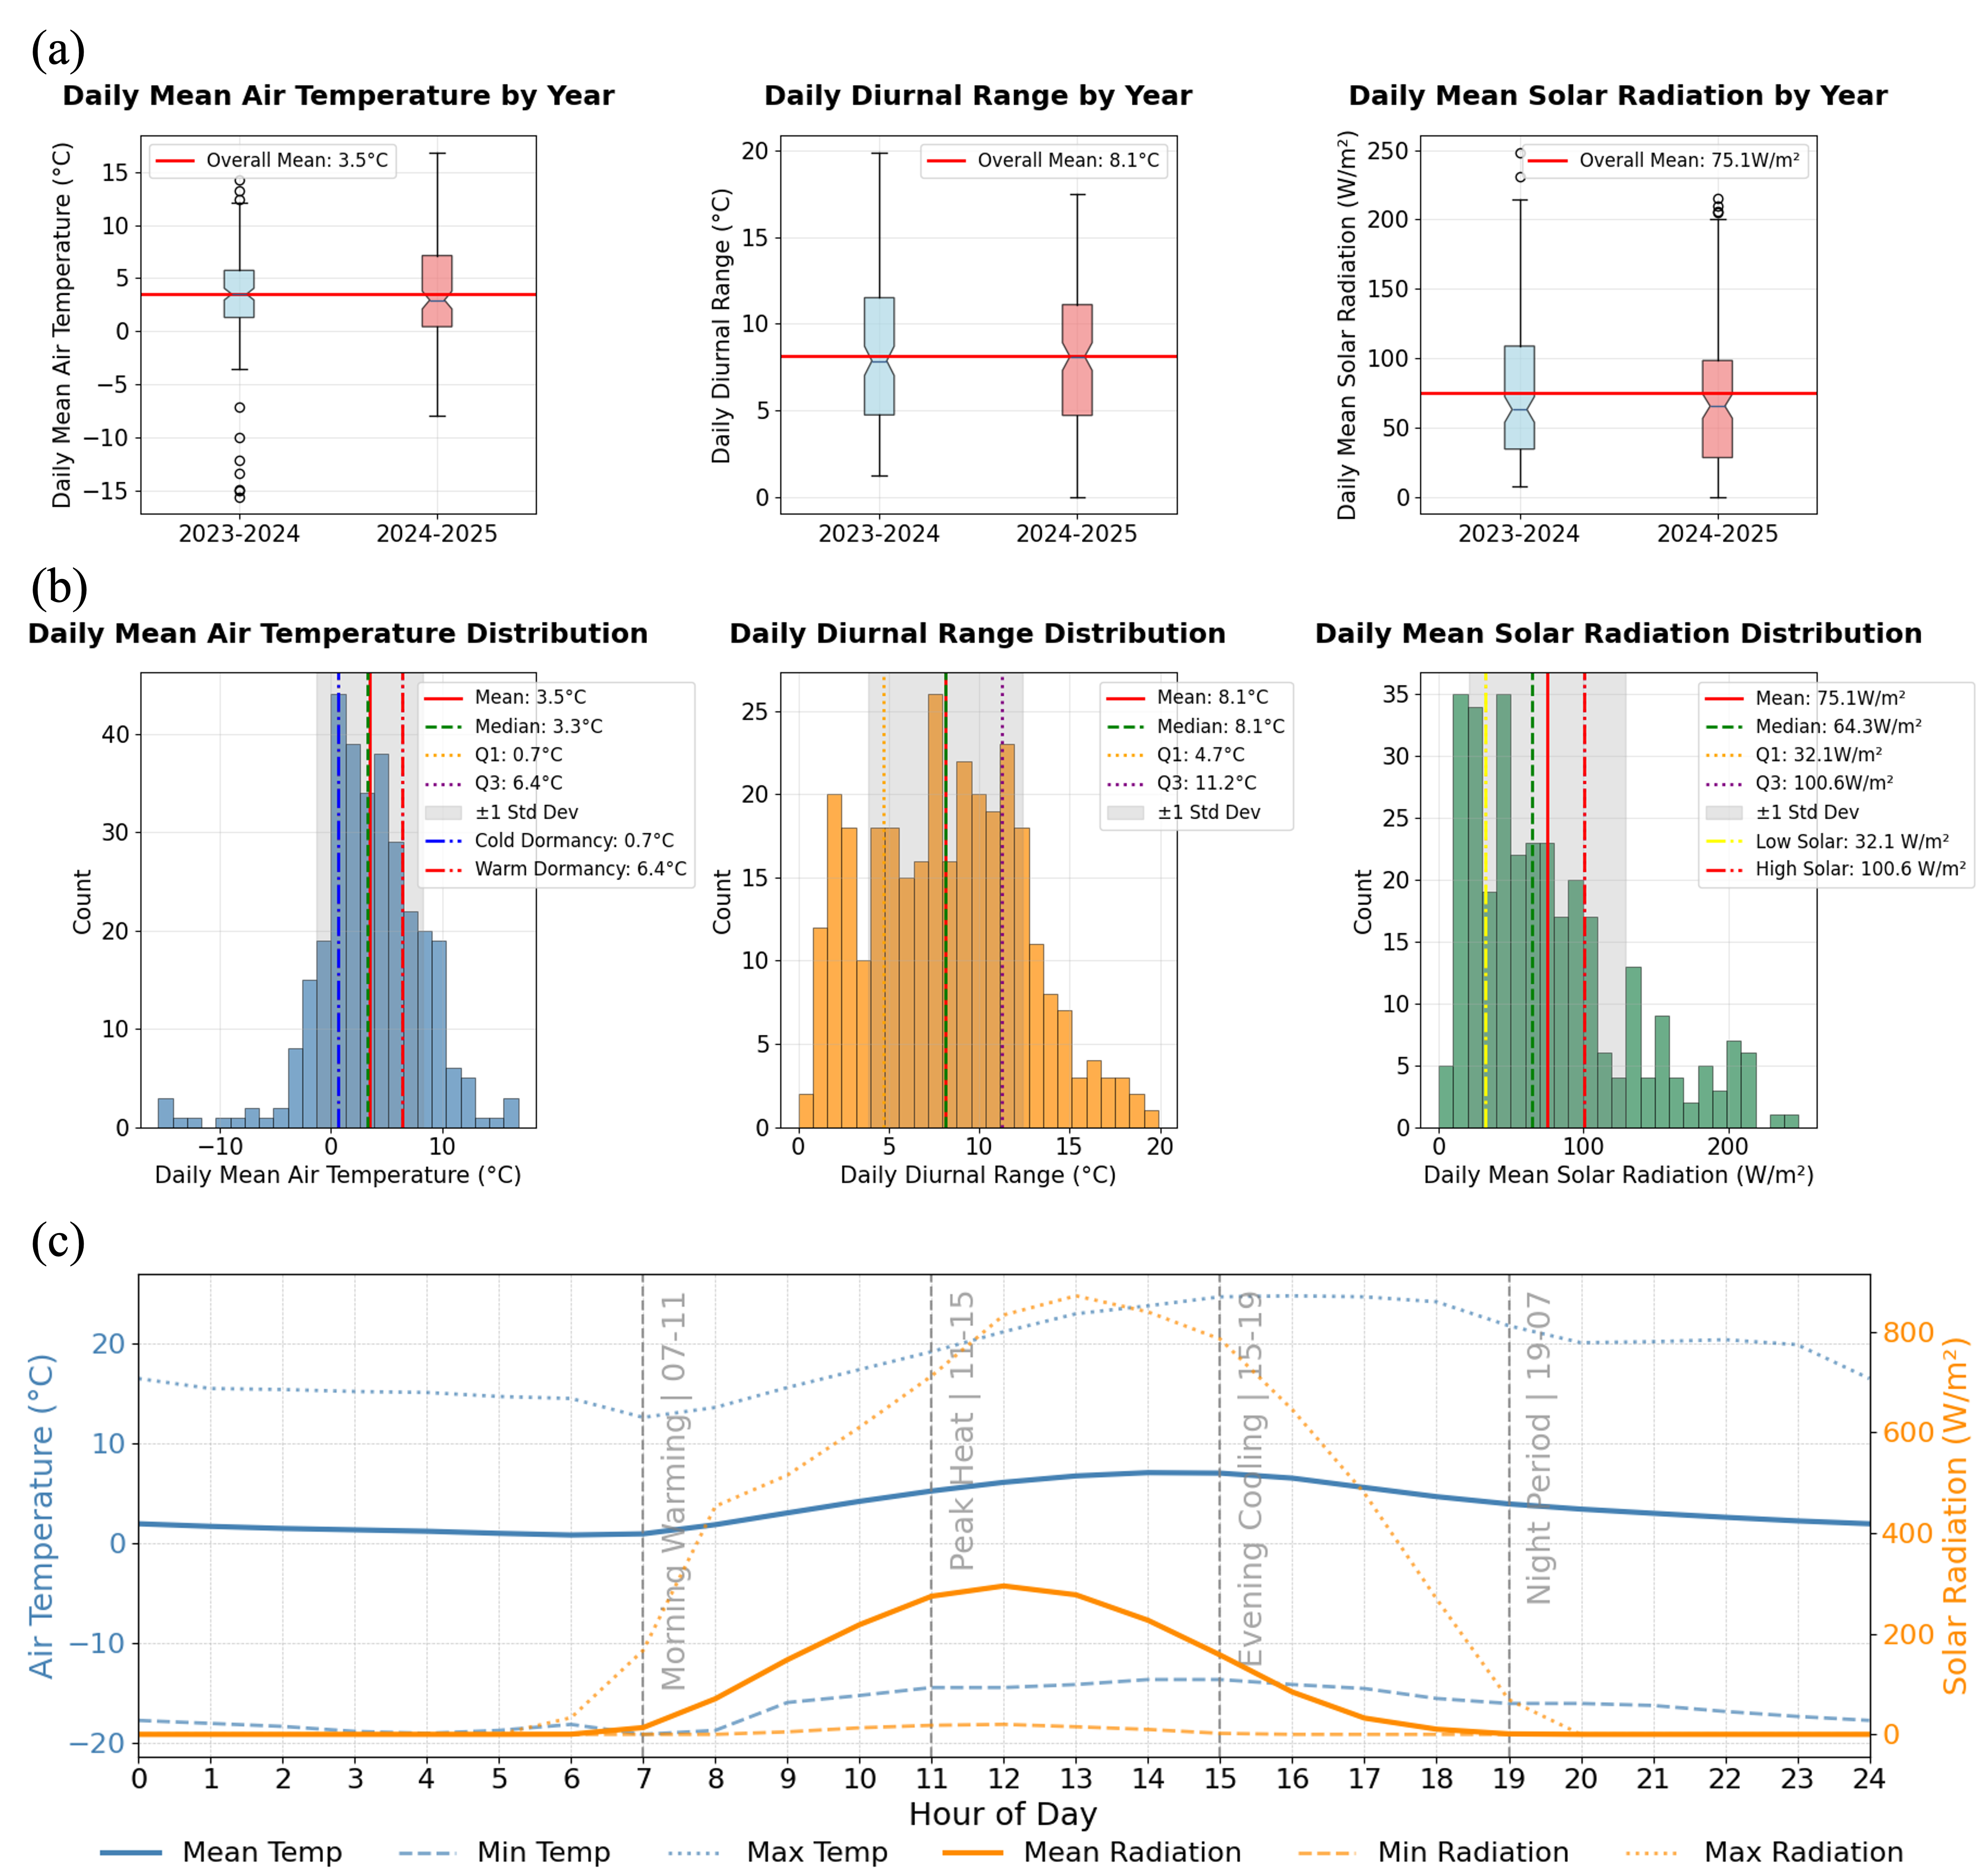 (a)
Daily Mean Air Temperature by Year
Daily Diurnal Range by Year
Daily Mean Solar Radiation by Year
Daily Mean Air Temperature (°C)
15
10
5
0
−5
−10
−15
Overall Mean: 3.5°C
2023-2024
2024-2025
Daily Diurnal Range (°C)
20
15
10
5
0
Overall Mean: 8.1°C
2023-2024
2024-2025
Daily Mean Solar Radiation (W/m²)
250
200
150
100
50
0
Overall Mean: 75.1W/m²
2023-2024
2024-2025
(b)
Daily Mean Air Temperature Distribution
Daily Diurnal Range Distribution
Daily Mean Solar Radiation Distribution
Count
40
30
20
10
0
Mean: 3.5°C
Median: 3.3°C
Q1: 0.7°C
Q3: 6.4°C
±1 Std Dev
Cold Dormancy: 0.7°C
Warm Dormancy: 6.4°C
−10
0
10
Daily Mean Air Temperature (°C)
Count
25
20
15
10
5
0
Mean: 8.1°C
Median: 8.1°C
Q1: 4.7°C
Q3: 11.2°C
±1 Std Dev
0
5
10
15
20
Daily Diurnal Range (°C)
Count
35
30
25
20
15
10
5
0
Mean: 75.1W/m²
Median: 64.3W/m²
Q1: 32.1W/m²
Q3: 100.6W/m²
±1 Std Dev
Low Solar: 32.1 W/m²
High Solar: 100.6 W/m²
0
100
200
Daily Mean Solar Radiation (W/m²)
(c)
Air Temperature (°C)
20
10
0
−10
−20
Morning Warming | 07-11
Peak Heat | 11-15
Evening Cooling | 15-19
Night Period | 19-07
800
600
400
200
0
Solar Radiation (W/m²)
0 1 2 3 4 5 6 7 8 9 10 11 12 13 14 15 16 17 18 19 20 21 22 23 24
Hour of Day
Mean Temp
Min Temp
Max Temp
Mean Radiation
Min Radiation
Max Radiation